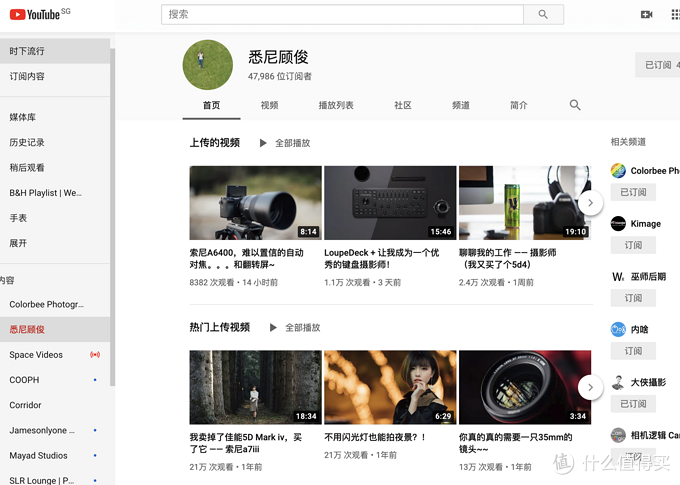 YouTube SG
搜索
时下流行
订阅内容
媒体库
历史记录
稍后观看
B&H Playlist | We...
手表
展开
内容
Colorbee Photogr...
悉尼顾俊
Space Videos
COOPH
Corridor
Jamesonlyone ...
Mayad Studios
SLR Lounge | P...
悉尼顾俊
47,986 位订阅者
已订阅 4
首页 视频 播放列表 社区 频道 简介
上传的视频 全部播放
8:14
索尼A6400，难以置信的自动
对焦。。。和翻转屏~
8382 次观看 • 14 小时前
15:46
LoupeDeck + 让我成为一个优
秀的键盘摄影师！
1.1万 次观看 • 3 天前
19:10
聊聊我的工作 —— 摄影师
（我又买了个5d4）
2.4万 次观看 • 1周前
热门上传视频 全部播放
18:34
我卖掉了佳能5D Mark iv，买
了它 —— 索尼a7iii
21万 次观看 • 1年前
6:29
不用闪光灯也能拍夜景？！
21万 次观看 • 1年前
3:34
你真的真的需要一只35mm的
镜头~~
13万 次观看 • 1年前
相关频道
Colorbee Pho
已订阅
Kimage
订阅
巫师后期
订阅
内啥
订阅
大侠攝影
已订阅
相机逻辑 Can
订阅
值 什么值得买